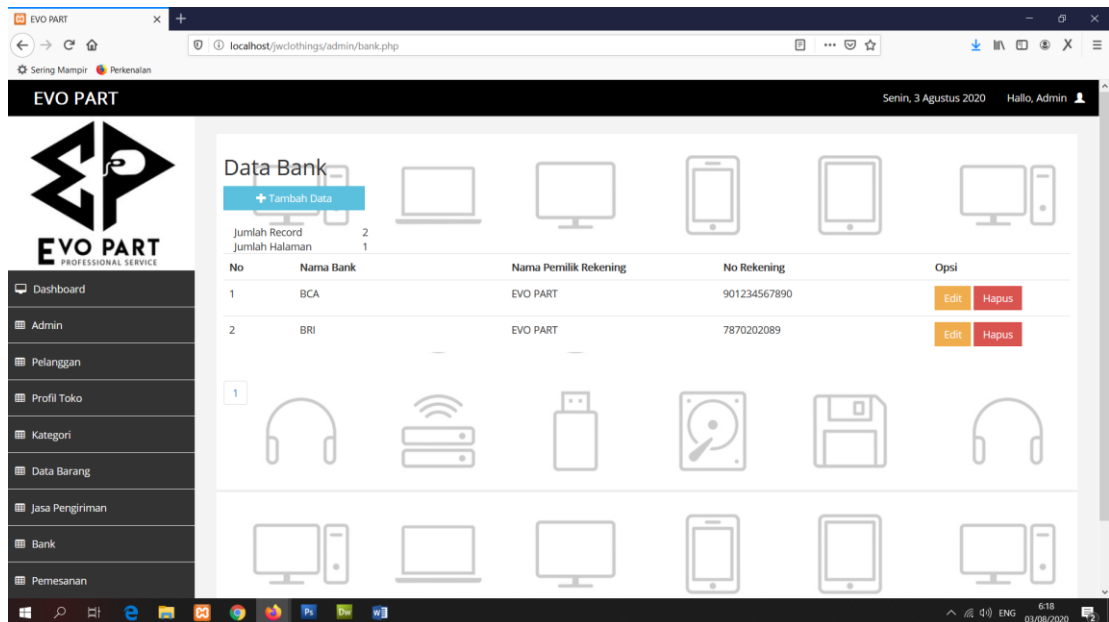 EVO PART
localhost/jwclothings/admin/bank.php
Sering Mampir Perkenalan
EVO PART Senin, 3 Agustus 2020 Hallo, Admin
EVO PART
PROFESSIONAL SERVICE
Dashboard
Admin
Pelanggan
Profil Toko
Kategori
Data Barang
Jasa Pengiriman
Bank
Pemesanan
Data Bank
Tambah Data
Jumlah Record 2
Jumlah Halaman 1
No Nama Bank Nama Pemilik Rekening No Rekening Opsi
1 BCA EVO PART 901234567890 Edit Hapus
2 BRI EVO PART 7870202089 Edit Hapus
1
Ps Dw W ENG 6:18
03/08/2020 2